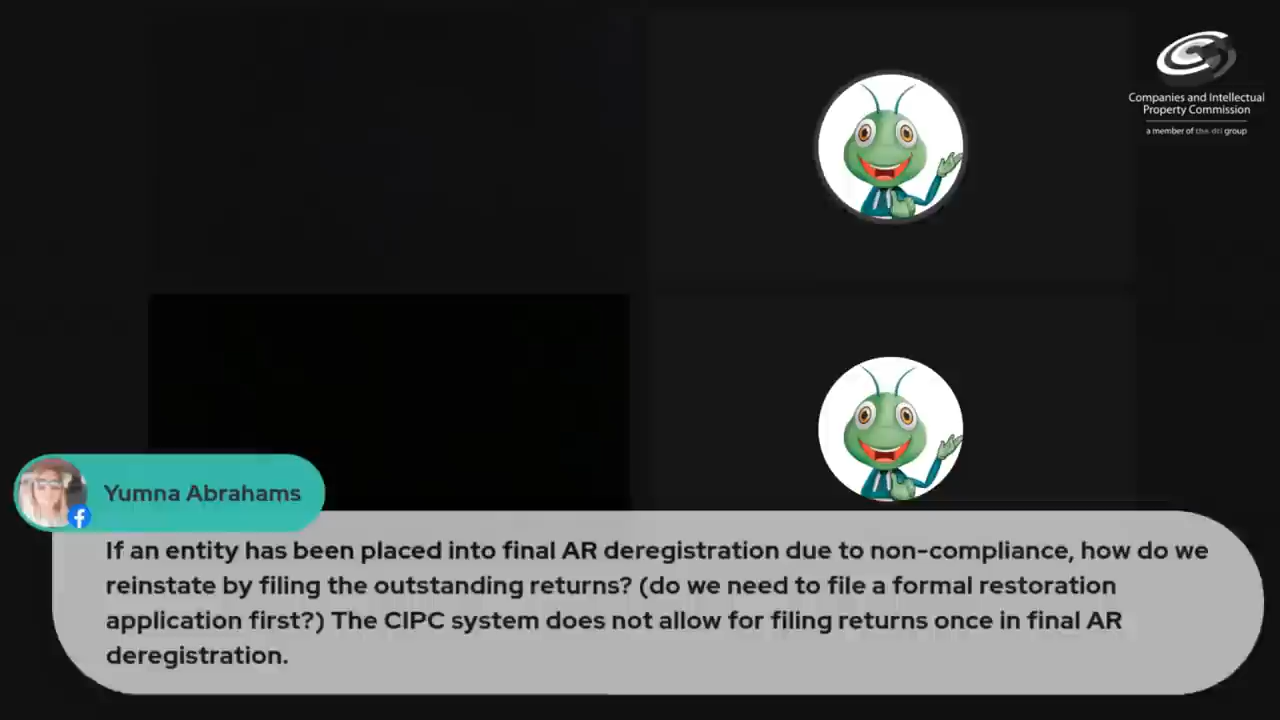 Companies and Intellectual
Property Commission
a member of the dti group
Yumna Abrahams
If an entity has been placed into final AR deregistration due to non-compliance, how do we
reinstate by filing the outstanding returns? (do we need to file a formal restoration
application first?) The CIPC system does not allow for filing returns once in final AR
deregistration.